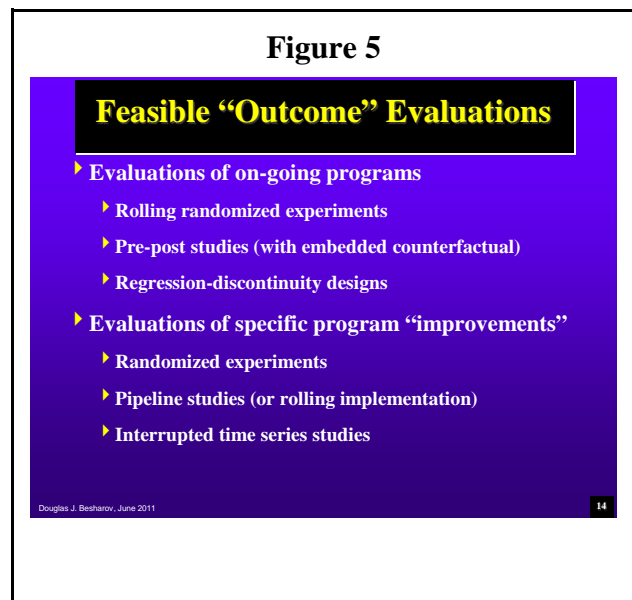 Figure 5
Feasible “Outcome” Evaluations
Evaluations of on-going programs
Rolling randomized experiments
Pre-post studies (with embedded counterfactual)
Regression-discontinuity designs
Evaluations of specific program “improvements”
Randomized experiments
Pipeline studies (or rolling implementation)
Interrupted time series studies
Douglas J. Besharov, June 2011
14